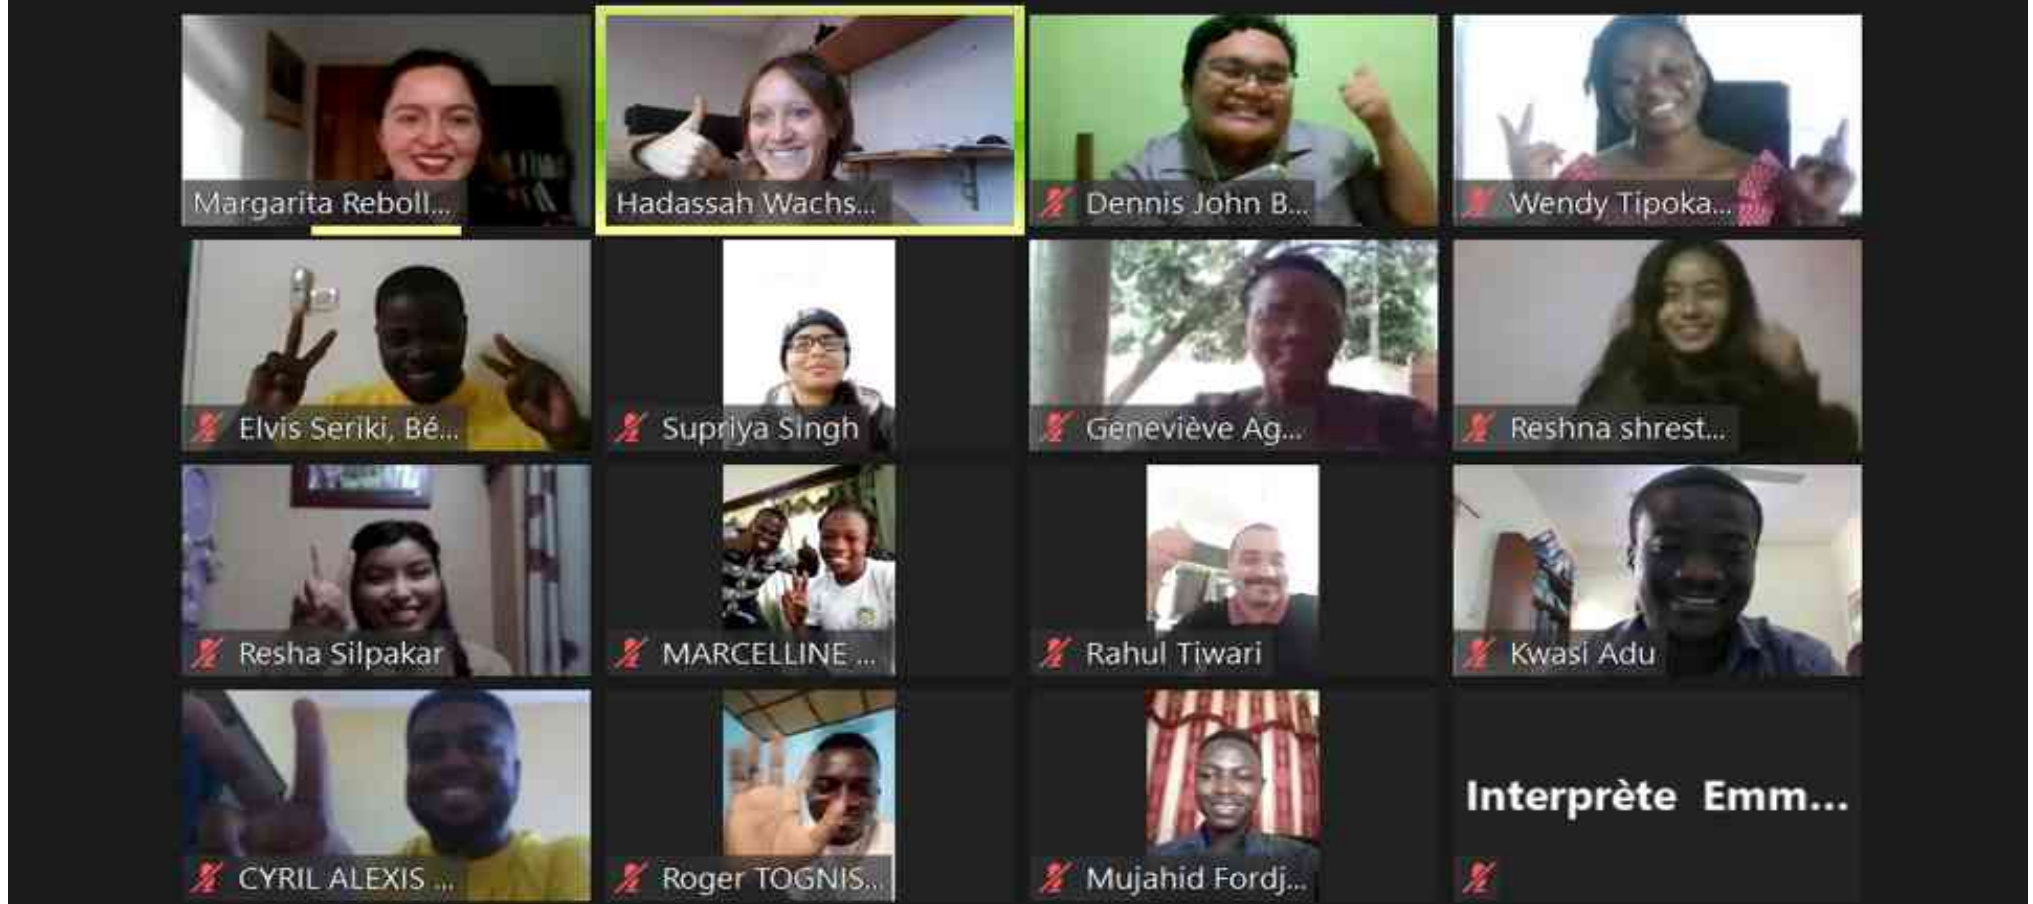 Margarita Reboll...
Hadassah Wachs...
Dennis John B...
Wendy Tipoka...
Elvis Seriki, Bé...
Supriya Singh
Geneviève Ag...
Reshna shrest...
Resha Silpakar
MARCELLINE ...
Rahul Tiwari
Kwasi Adu
CYRIL ALEXIS ...
Roger TOGNIS...
Mujahid Fordj...
Interprète Emm...